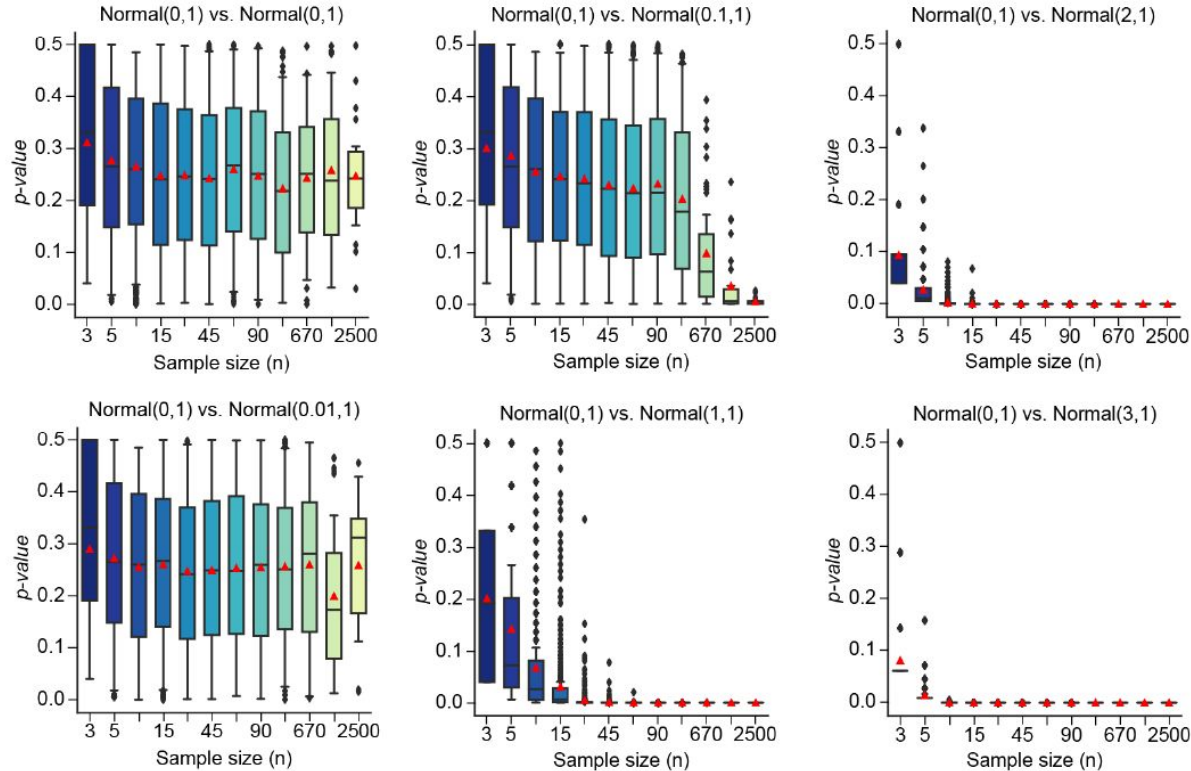 Normal(0,1) vs. Normal(0,1)
0.5
0.4
0.3
0.2
0.1
0.0
p-value
3 5 15 45 90 670 2500
Sample size (n)
Normal(0,1) vs. Normal(0.1,1)
0.5
0.4
0.3
0.2
0.1
0.0
p-value
3 5 15 45 90 670 2500
Sample size (n)
Normal(0,1) vs. Normal(2,1)
0.5
0.4
0.3
0.2
0.1
0.0
p-value
3 5 15 45 90 670 2500
Sample size (n)
Normal(0,1) vs. Normal(0.01,1)
0.5
0.4
0.3
0.2
0.1
0.0
p-value
3 5 15 45 90 670 2500
Sample size (n)
Normal(0,1) vs. Normal(1,1)
0.5
0.4
0.3
0.2
0.1
0.0
p-value
3 5 15 45 90 670 2500
Sample size (n)
Normal(0,1) vs. Normal(3,1)
0.5
0.4
0.3
0.2
0.1
0.0
p-value
3 5 15 45 90 670 2500
Sample size (n)